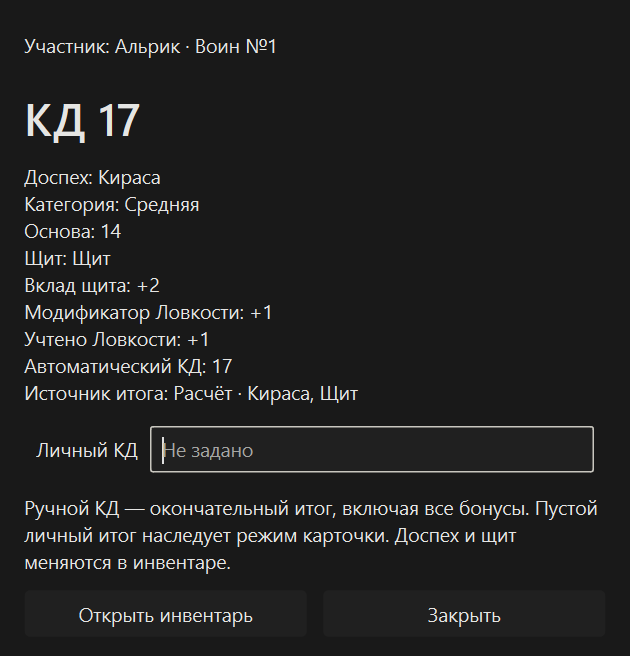 Участник: Альрик · Воин №1
КД 17
Доспех: Кираса
Категория: Средняя
Основа: 14
Щит: Щит
Вклад щита: +2
Модификатор Ловкости: +1
Учтено Ловкости: +1
Автоматический КД: 17
Источник итога: Расчёт · Кираса, Щит
Личный КД Не задано
Ручной КД — окончательный итог, включая все бонусы. Пустой
личный итог наследует режим карточки. Доспех и щит
меняются в инвентаре.
Открыть инвентарь Закрыть